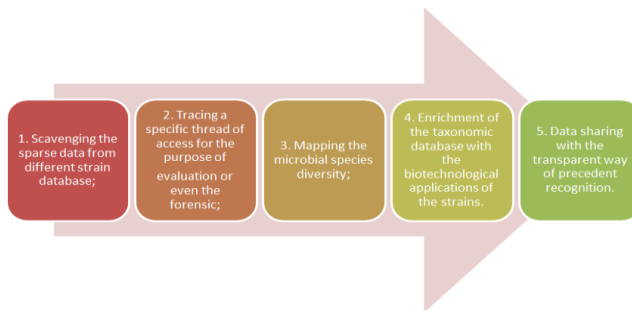 1. Scavenging the
sparse data from
different strain
database;
2. Tracing a
specific thread of
access for the
purpose of
evaluation or
even the
forensic;
3. Mapping the
microbial species
diversity;
4. Enrichment of
the taxonomic
database with
the
biotechnological
applications of
the strains.
5. Data sharing
with the
transparent way
of precedent
recognition.